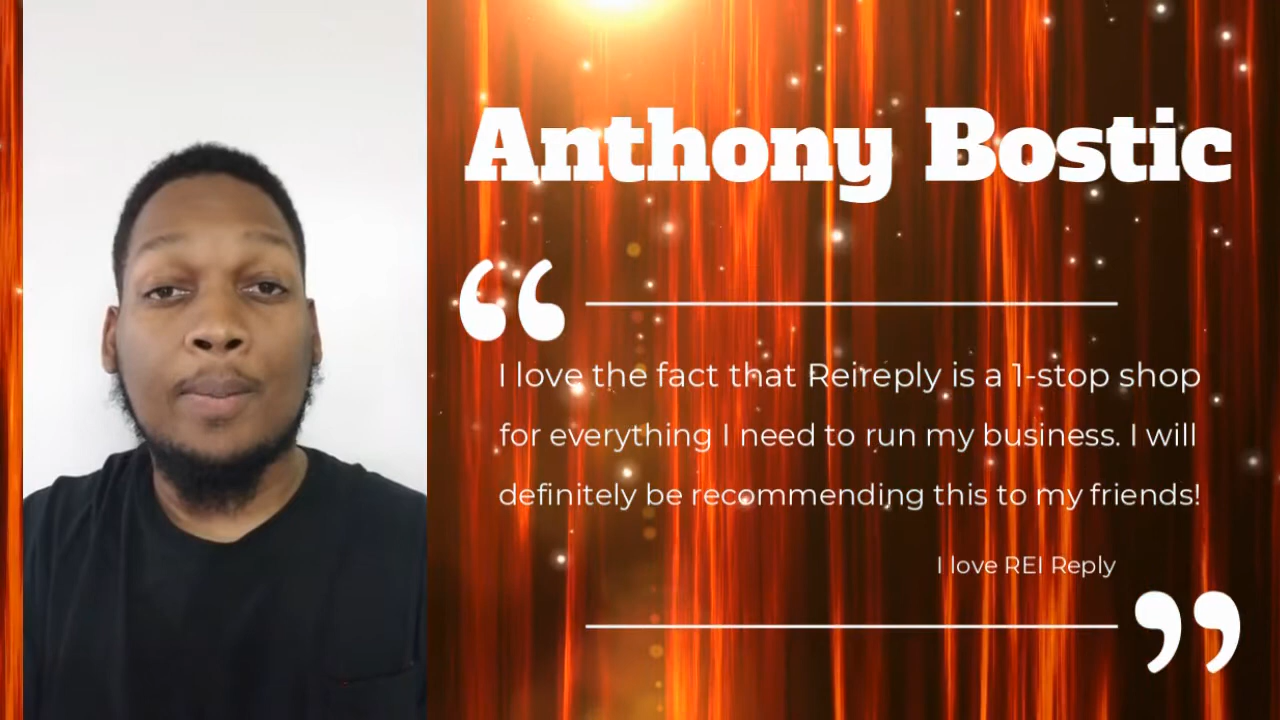 Anthony Bostic
“
I love the fact that Reireply is a 1-stop shop
for everything I need to run my business. I will
definitely be recommending this to my friends!
I love REI Reply
”